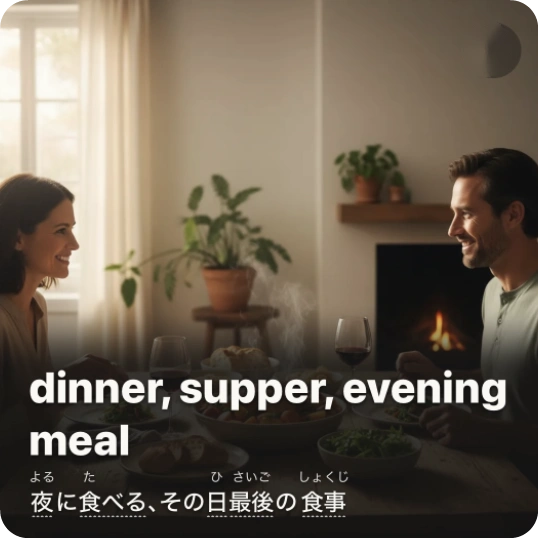 dinner, supper, evening
meal
よる た ひ さいご しょくじ
夜に食べる、その日最後の食事